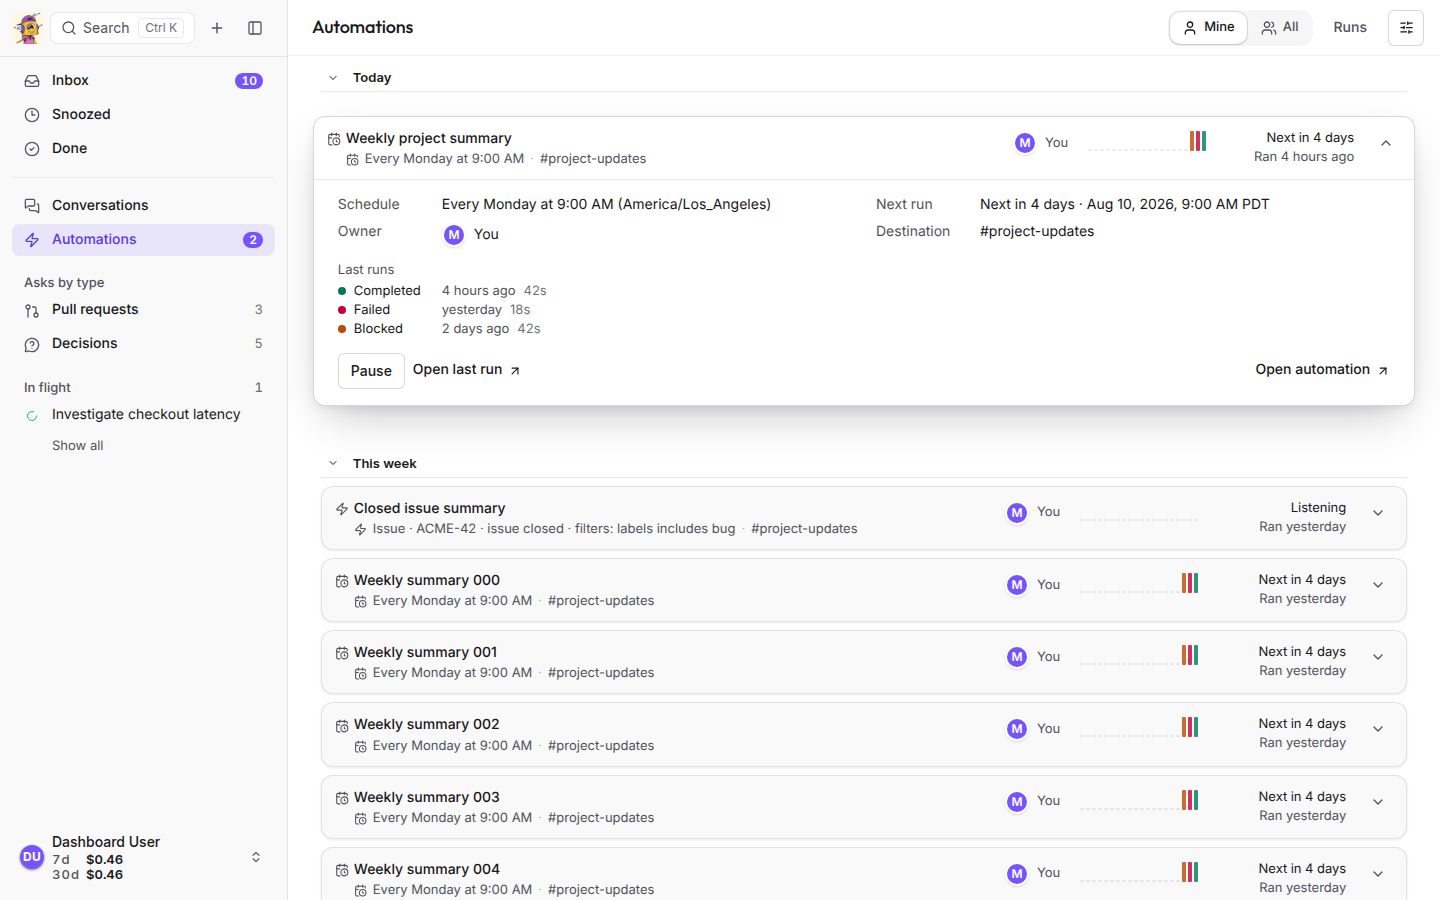 Search Ctrl K
Inbox 10
Snoozed
Done
Conversations
Automations 2
Asks by type
Pull requests 3
Decisions 5
In flight 1
Investigate checkout latency
Show all
DU Dashboard User
7d $0.46
30d $0.46
Automations
Mine All Runs
Today
Weekly project summary
Every Monday at 9:00 AM · #project-updates
M You
Next in 4 days
Ran 4 hours ago
Schedule Every Monday at 9:00 AM (America/Los_Angeles)
Next run Next in 4 days · Aug 10, 2026, 9:00 AM PDT
Owner M You
Destination #project-updates
Last runs
Completed 4 hours ago 42s
Failed yesterday 18s
Blocked 2 days ago 42s
Pause Open last run
Open automation
This week
Closed issue summary
Issue · ACME-42 · issue closed · filters: labels includes bug · #project-updates
M You
Listening
Ran yesterday
Weekly summary 000
Every Monday at 9:00 AM · #project-updates
M You
Next in 4 days
Ran yesterday
Weekly summary 001
Every Monday at 9:00 AM · #project-updates
M You
Next in 4 days
Ran yesterday
Weekly summary 002
Every Monday at 9:00 AM · #project-updates
M You
Next in 4 days
Ran yesterday
Weekly summary 003
Every Monday at 9:00 AM · #project-updates
M You
Next in 4 days
Ran yesterday
Weekly summary 004
Every Monday at 9:00 AM · #project-updates
M You
Next in 4 days
Ran yesterday